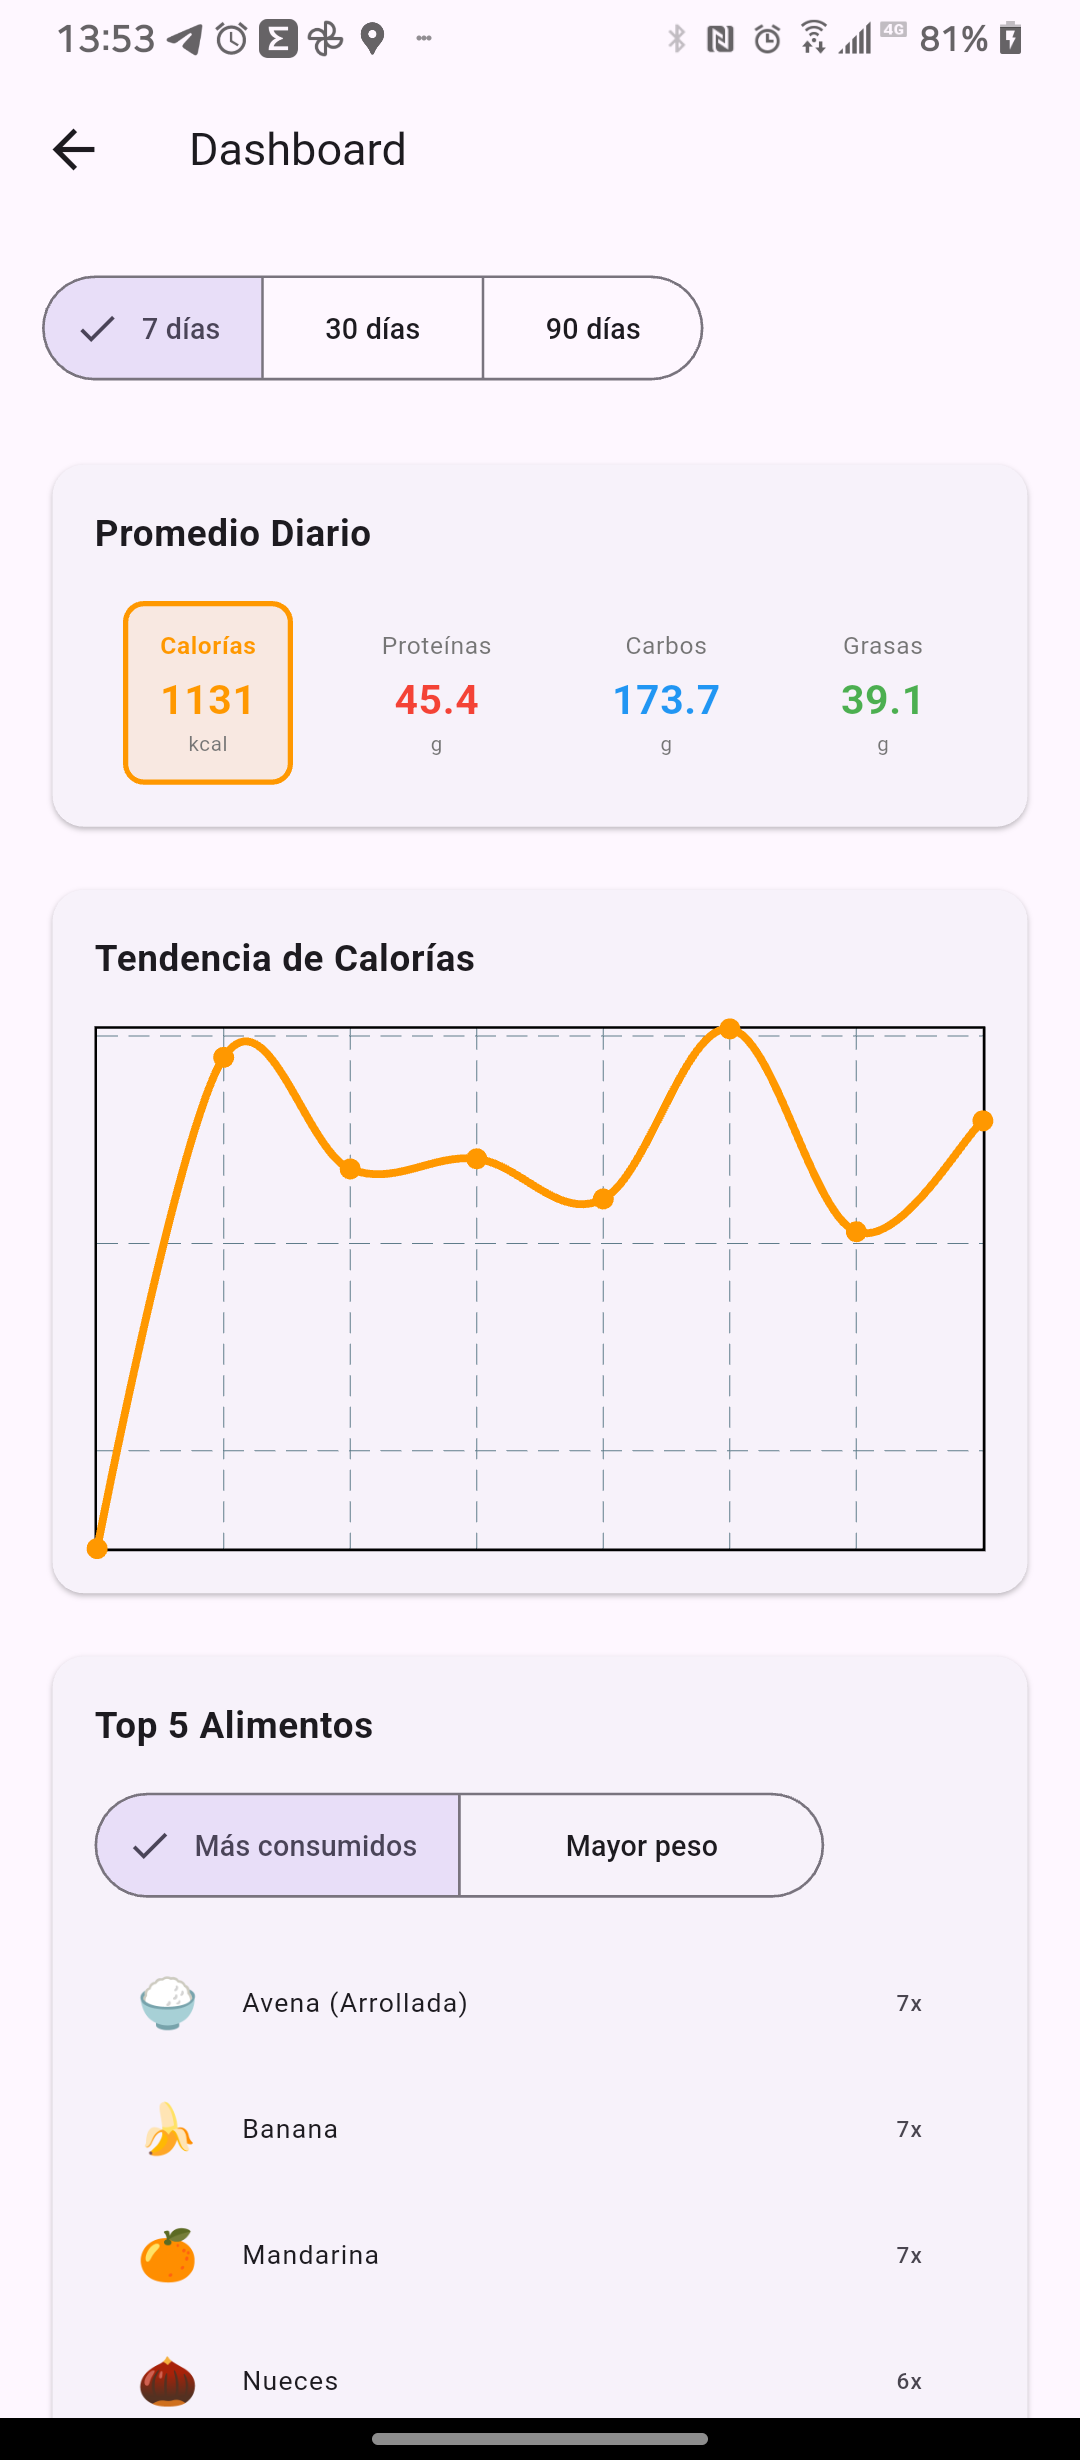 13:53 4G 81%
Dashboard
7 días 30 días 90 días
Promedio Diario
Calorías Proteínas Carbos Grasas
1131 45.4 173.7 39.1
kcal g g g
Tendencia de Calorías
Top 5 Alimentos
Más consumidos Mayor peso
Avena (Arrollada) 7x
Banana 7x
Mandarina 7x
Nueces 6x